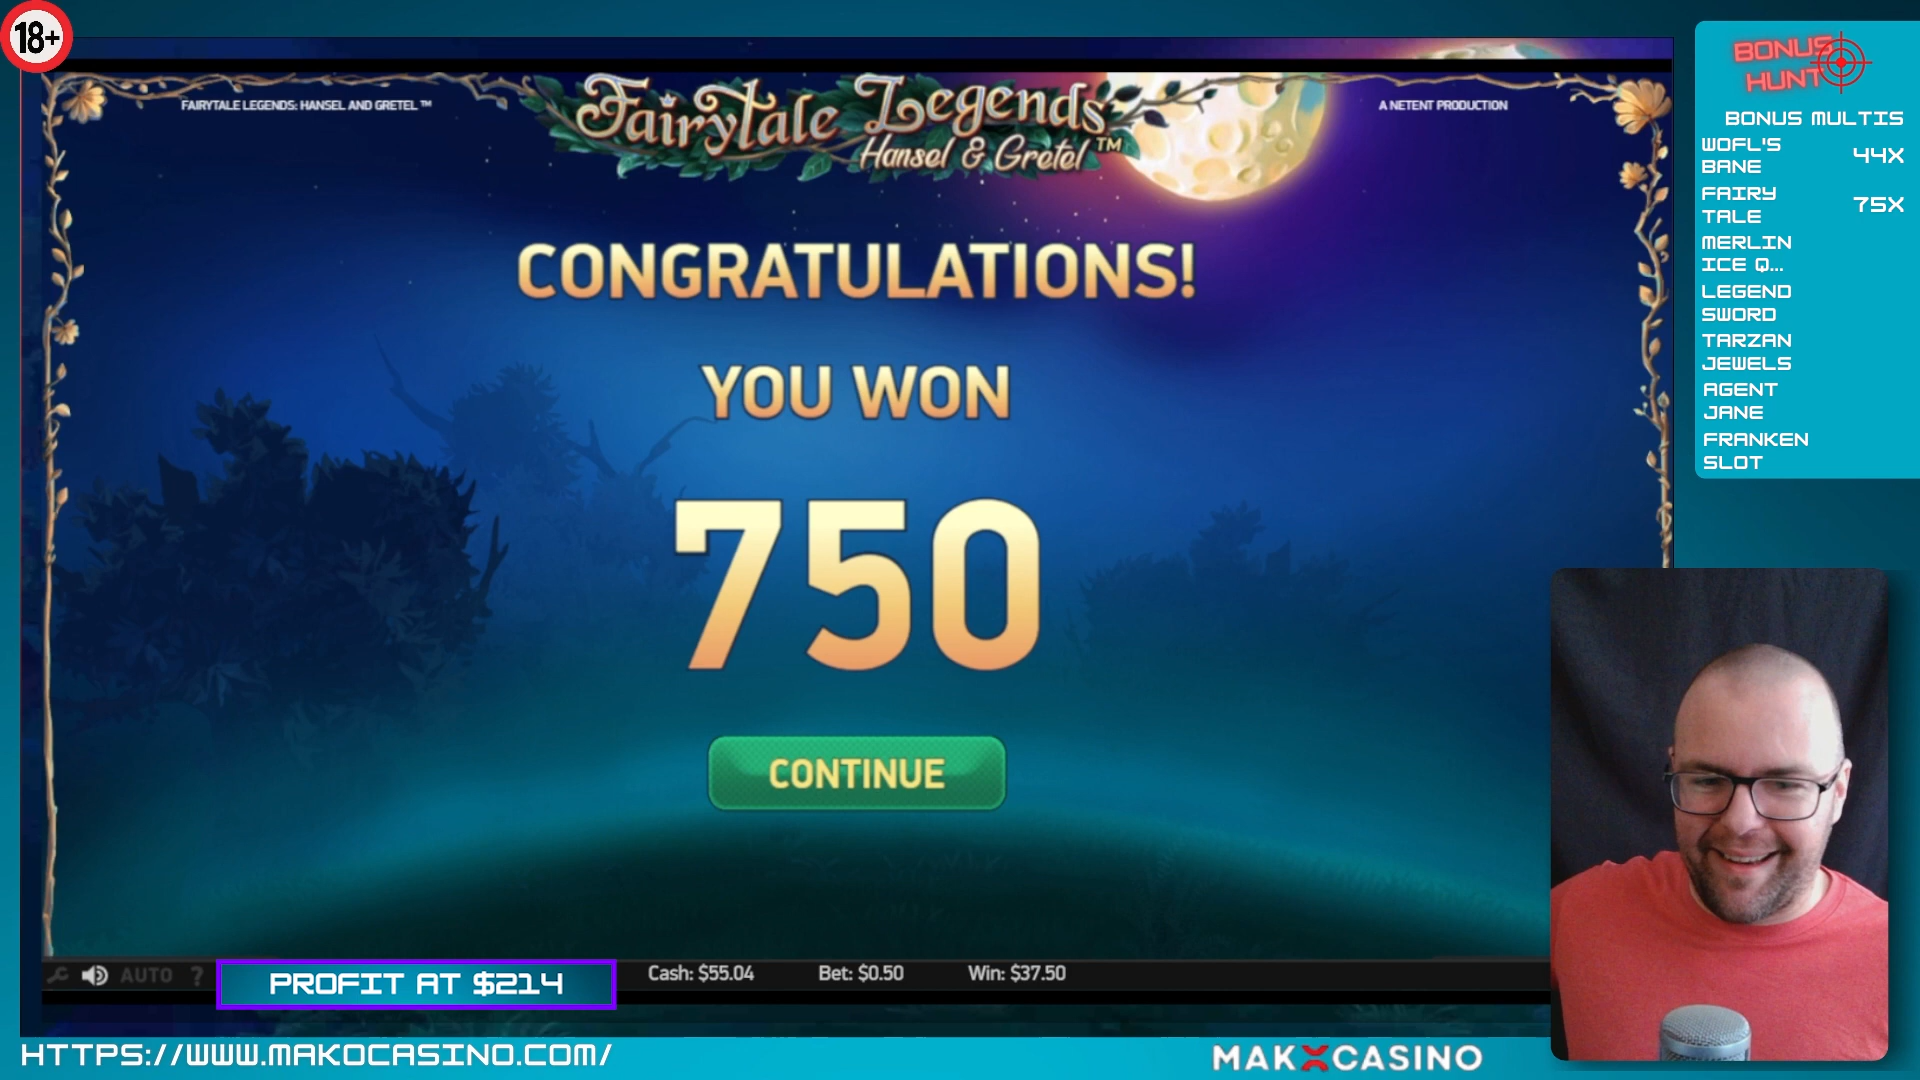 18+
FAIRYTALE LEGENDS: HANSEL AND GRETEL ™
Fairytale Legends
Hansel & Gretel™
A NETENT PRODUCTION
CONGRATULATIONS!
YOU WON
750
CONTINUE
AUTO ?
PROFIT AT $214
Cash: $55.04 Bet: $0.50 Win: $37.50
HTTPS://WWW.MAKOCASINO.COM/
MAKOCASINO
BONUS
HUNT
BONUS MULTIS
WOFL'S
BANE 44X
FAIRY
TALE 75X
MERLIN
ICE Q...
LEGEND
SWORD
TARZAN
JEWELS
AGENT
JANE
FRANKEN
SLOT